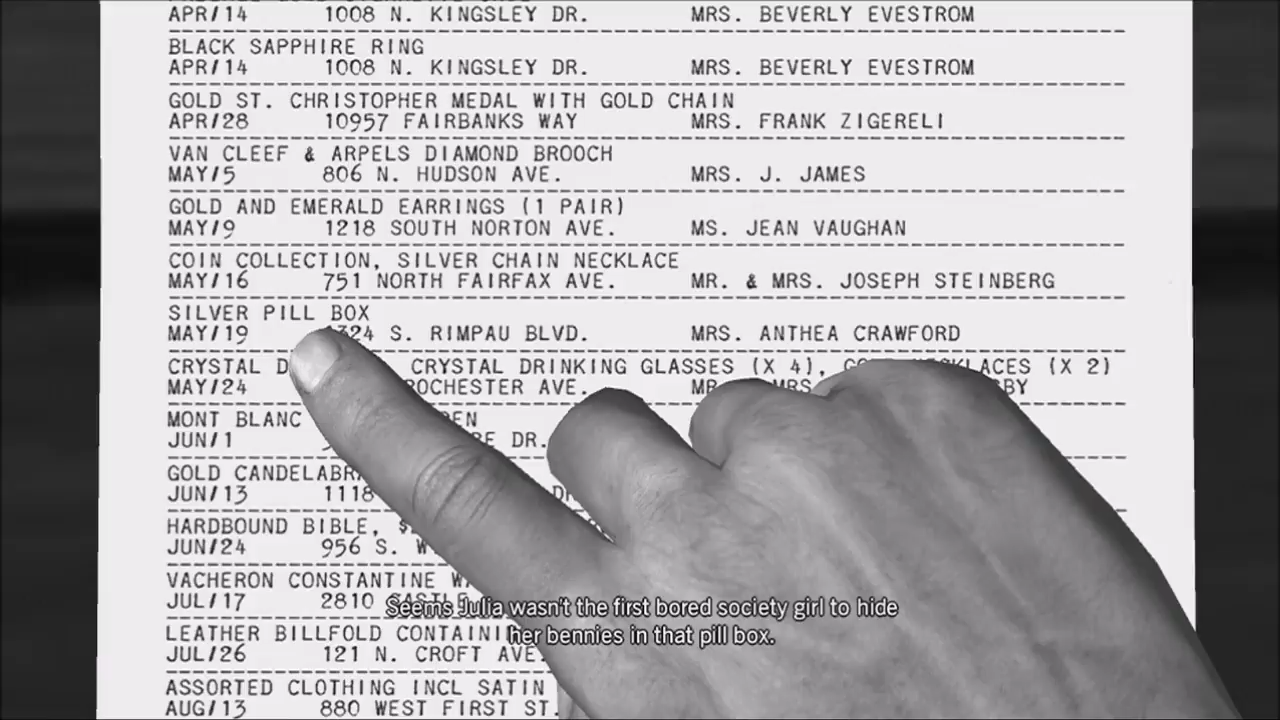 APR/14 1008 N. KINGSLEY DR. MRS. BEVERLY EVESTROM
BLACK SAPPHIRE RING
APR/14 1008 N. KINGSLEY DR. MRS. BEVERLY EVESTROM
GOLD ST. CHRISTOPHER MEDAL WITH GOLD CHAIN
APR/28 10957 FAIRBANKS WAY MRS. FRANK ZIGERELI
VAN CLEEF & ARPELS DIAMOND BROOCH
MAY/5 806 N. HUDSON AVE. MRS. J. JAMES
GOLD AND EMERALD EARRINGS (1 PAIR)
MAY/9 1218 SOUTH NORTON AVE. MS. JEAN VAUGHAN
COIN COLLECTION, SILVER CHAIN NECKLACE
MAY/16 751 NORTH FAIRFAX AVE. MR. & MRS. JOSEPH STEINBERG
SILVER PILL BOX
MAY/19 S. RIMPAU BLVD. MRS. ANTHEA CRAWFORD
CRYSTAL CRYSTAL DRINKING GLASSES (X 4), (X 2)
MAY/24 ROCHESTER AVE.
MONT BLANC
JUN/1 DR.
GOLD CANDELABRA
JUN/13 1118
HARDBOUND BIBLE,
JUN/24 956 S.
VACHERON CONSTANTINE
JUL/17 2810
LEATHER BILLFOLD
JUL/26 121 N. CROFT AVE.
ASSORTED CLOTHING INCL SATIN
AUG/13 880 WEST FIRST ST.
Seems Julia wasn't the first bored society girl to hide
her bennies in that pill box.